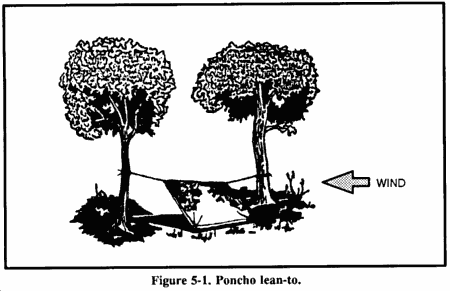 WIND
Figure 5-1. Poncho lean-to.